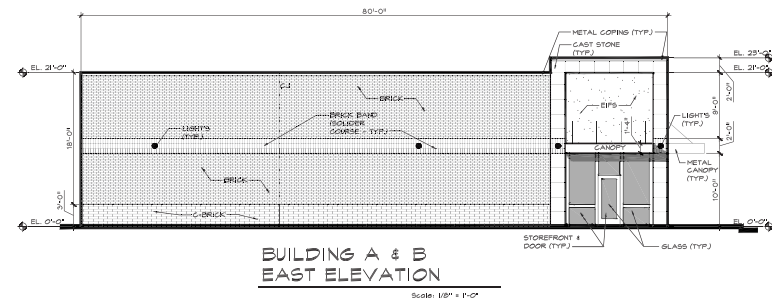 80'-0"
METAL COPING (TYP.)
CAST STONE
(TYP.)
EL. 23'-0"
EL. 21'-0"
EL. 21'-0"
2'-0"
CJ
BRICK
EIFS
9'-0"
LIGHTS
(TYP.)
BRICK BAND
(SOLIDER
COURSE - TYP.)
1'-4"
LIGHTS
(TYP.)
2'-0"
18'-0"
CANOPY
METAL
CANOPY
(TYP.)
BRICK
10'-0"
3'-0"
C-BRICK
EL. 0'-0"
EL. 0'-0"
STOREFRONT &
DOOR (TYP.)
GLASS (TYP.)
BUILDING A & B
EAST ELEVATION
Scale: 1/8" = 1'-0"